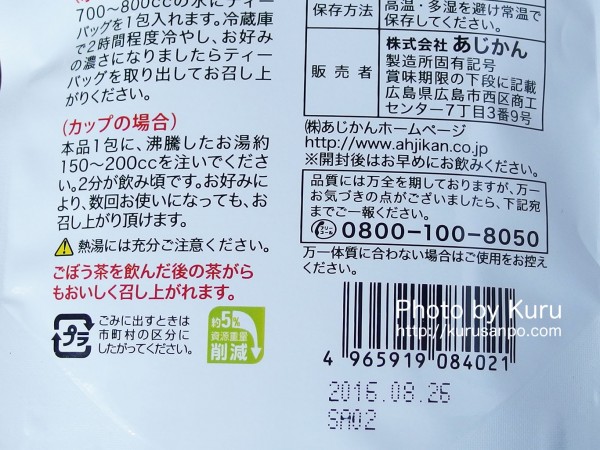 700～800ccの水にティー
バッグを1包入れます。冷蔵庫
で2時間程度冷やし、お好み
の濃さになりましたらティー
バッグを取り出してお召し上
がりください。
(カップの場合)
本品1包に、沸騰したお湯約
150～200ccを注いでくださ
い。2分が飲み頃です。お好みに
より、数回お使いになっても、お
召し上がり頂けます。
熱湯には充分ご注意ください。
ごぼう茶を飲んだ後の茶がら
もおいしく召し上がれます。
プラ
ごみに出すときは
市町村の区分に
したがってください。
約5%
資源重量
削減
保存方法
高温・多湿を避け常温で
保存してください。
販売者
株式会社 あじかん
製造所固有記号
賞味期限の下段に記載
広島県広島市西区商工
センター7丁目3番9号
㈱あじかんホームページ
http://www.ahjikan.co.jp
※開封後はお早めにお飲みください。
品質には万全を期しておりますが、万一
お気づきの点がございましたら、下記宛
までご一報ください。
0800-100-8050
万一体質に合わない場合はご使用をお控え
ください。
Photo by Kuru
http://kurusanpo.com/
4 965919 084021
2016.08.26
SA02